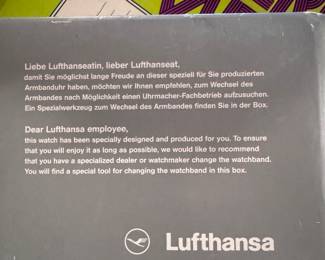 Liebe Lufthanseatin, lieber Lufthanseat,
damit Sie möglichst lange Freude an dieser speziell für Sie produzierten
Armbanduhr haben, möchten wir Ihnen empfehlen, zum Wechsel des
Armbandes nach Möglichkeit einen Uhrmacher-Fachbetrieb aufzusuchen.
Ein Spezialwerkzeug zum Wechsel des Armbandes finden Sie in der Box.
Dear Lufthansa employee,
this watch has been specially designed and produced for you. To ensure
that you will enjoy it as long as possible, we would like to recommend
that you have a specialized dealer or watchmaker change the watchband.
You will find a special tool for changing the watchband in this box.
Lufthansa